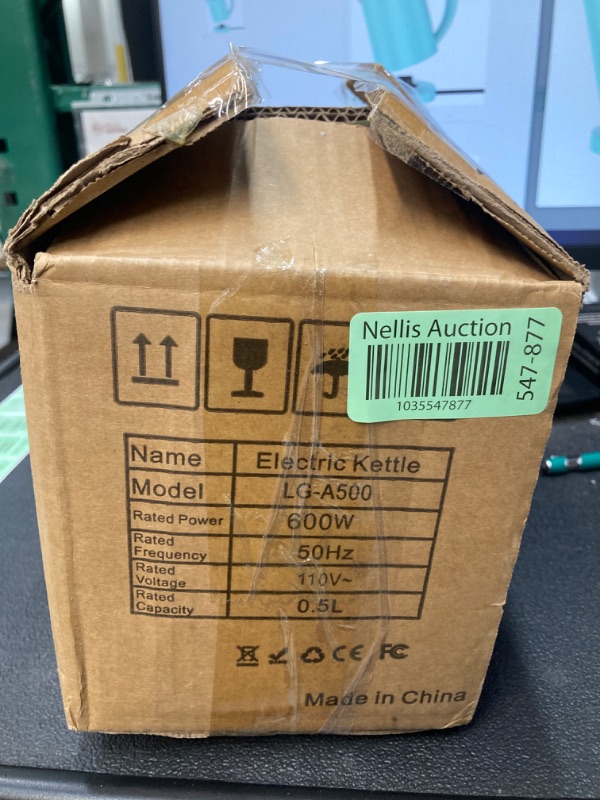 Nellis Auction
1035547877
547-877
Name Electric Kettle
Model LG-A500
Rated Power 600W
Rated Frequency 50Hz
Rated Voltage 110V~
Rated Capacity 0.5L
CE FC
Made in China